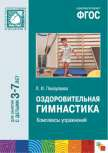 ФГОС
Для занятий
с детьми 3-7 лет
Л. И. Пензулаева
ОЗДОРОВИТЕЛЬНАЯ
ГИМНАСТИКА
Комплексы упражнений